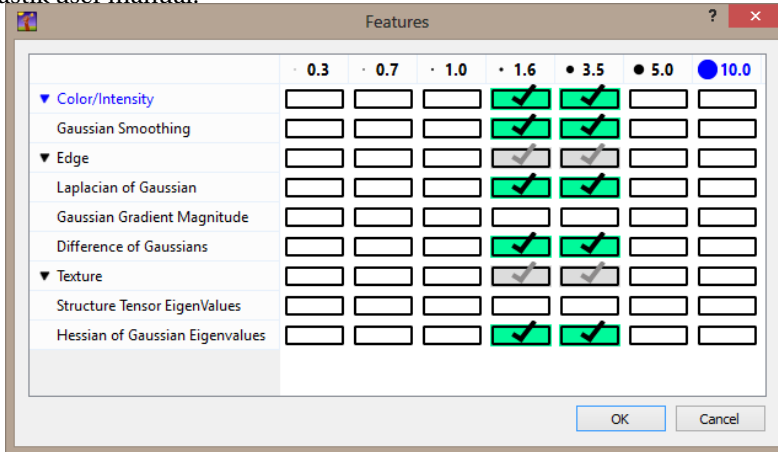 Features ?
0.3 0.7 1.0 1.6 3.5 5.0 10.0
Color/Intensity
Gaussian Smoothing
Edge
Laplacian of Gaussian
Gaussian Gradient Magnitude
Difference of Gaussians
Texture
Structure Tensor EigenValues
Hessian of Gaussian Eigenvalues
OK Cancel